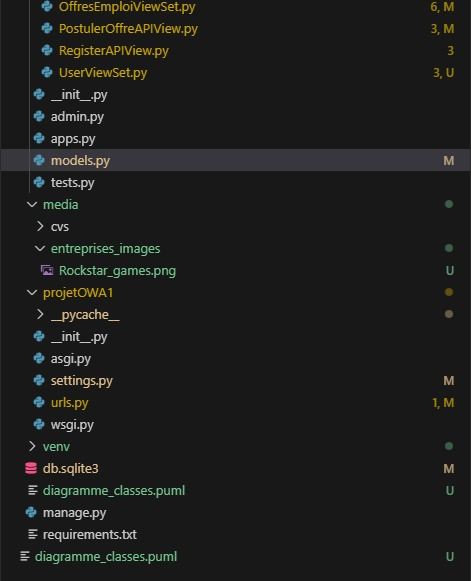 OffresEmploiViewSet.py 6, M
PostulerOffreAPIView.py 3, M
RegisterAPIView.py 3
UserViewSet.py 3, U
__init__.py
admin.py
apps.py
models.py M
tests.py
media
cvs
entreprises_images
Rockstar_games.png U
projetOWA1
__pycache__
__init__.py
asgi.py
settings.py M
urls.py 1, M
wsgi.py
venv
db.sqlite3 M
diagramme_classes.puml U
manage.py
requirements.txt
diagramme_classes.puml U